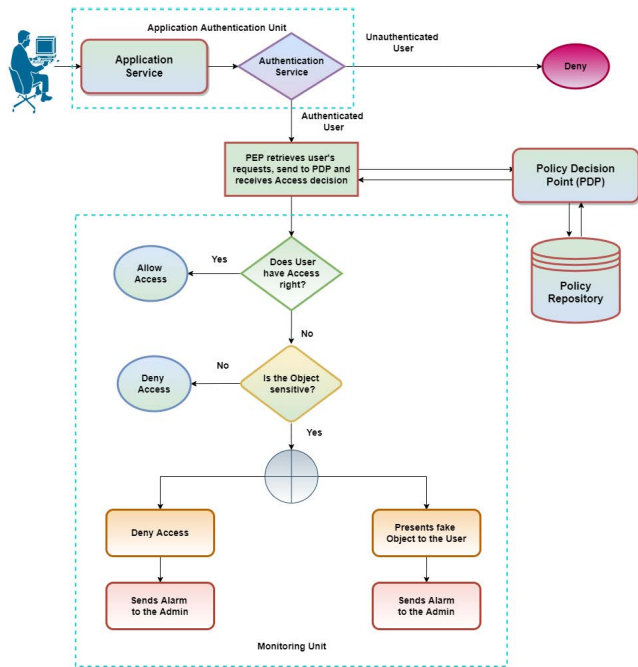 Application Authentication Unit
Application
Service
Authentication
Service
Unauthenticated
User
Deny
Authenticated
User
PEP retrieves user's
requests, send to PDP and
receives Access decision
Policy Decision
Point (PDP)
Policy
Repository
Does User
have Access
right?
Yes
Allow
Access
No
Is the Object
sensitive?
No
Deny
Access
Yes
Deny Access
Presents fake
Object to the User
Sends Alarm
to the Admin
Sends Alarm
to the Admin
Monitoring Unit